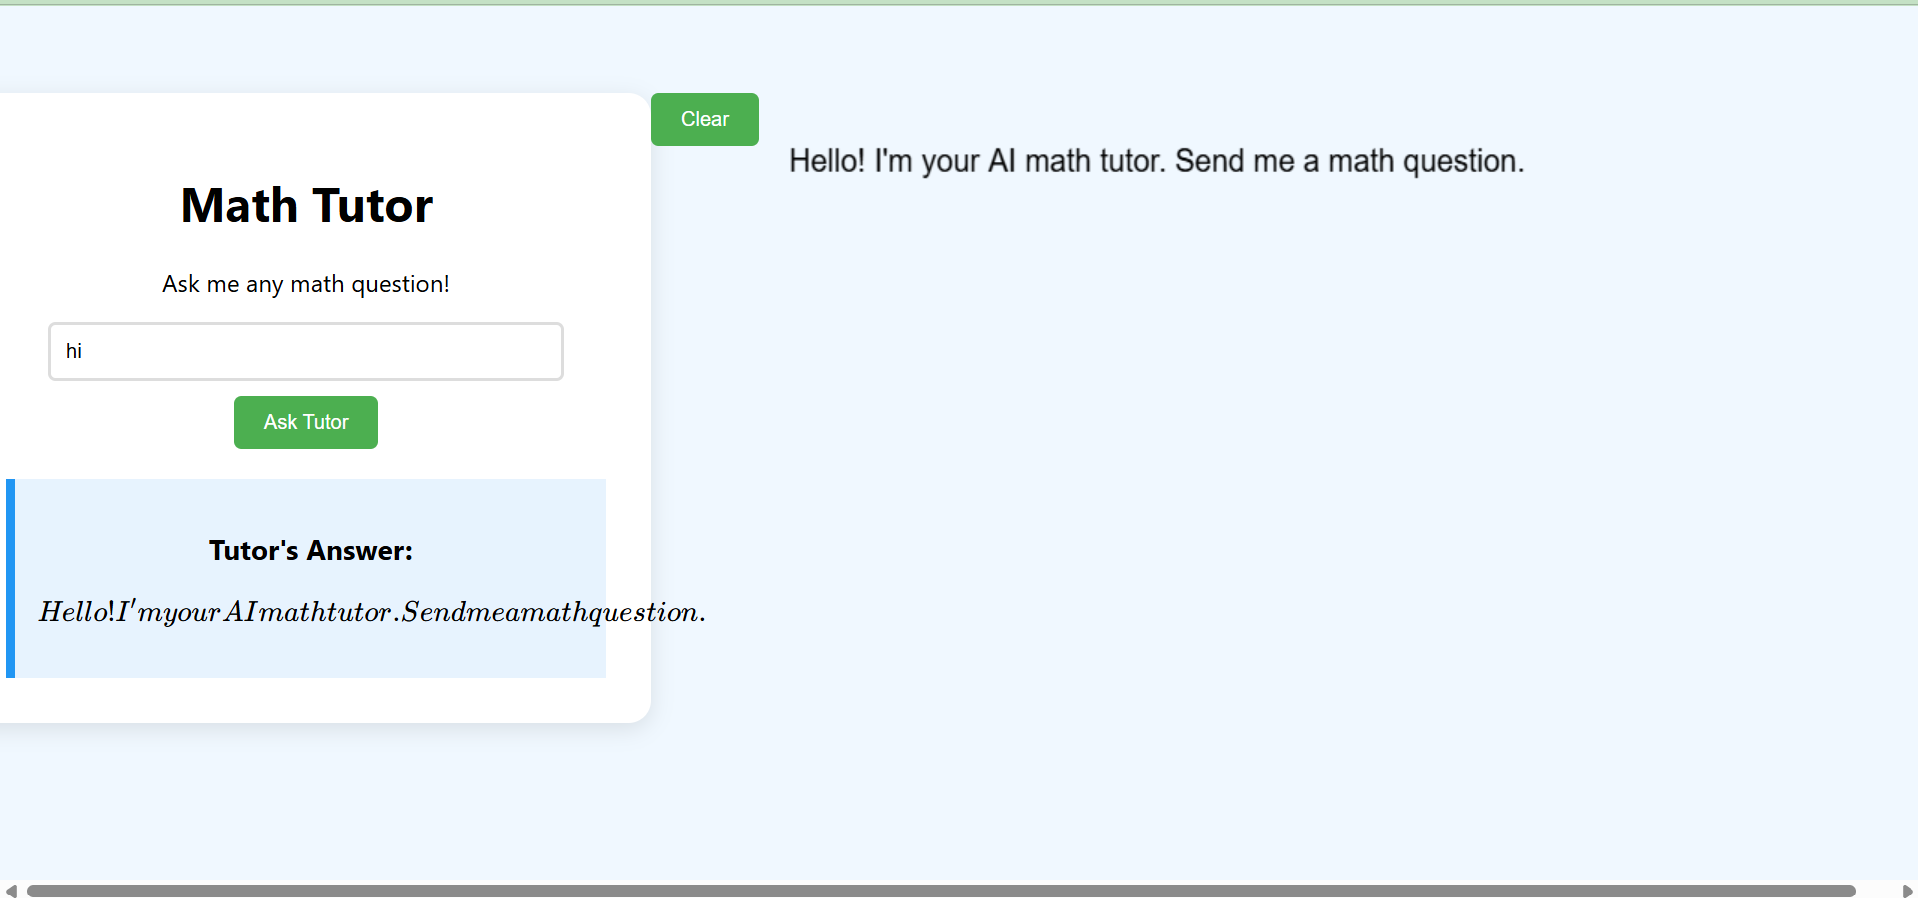 Clear
Hello! I'm your AI math tutor. Send me a math question.
Math Tutor
Ask me any math question!
hi
Ask Tutor
Tutor's Answer:
Hello!I′myourAImathtutor.Sendmeamathquestion.